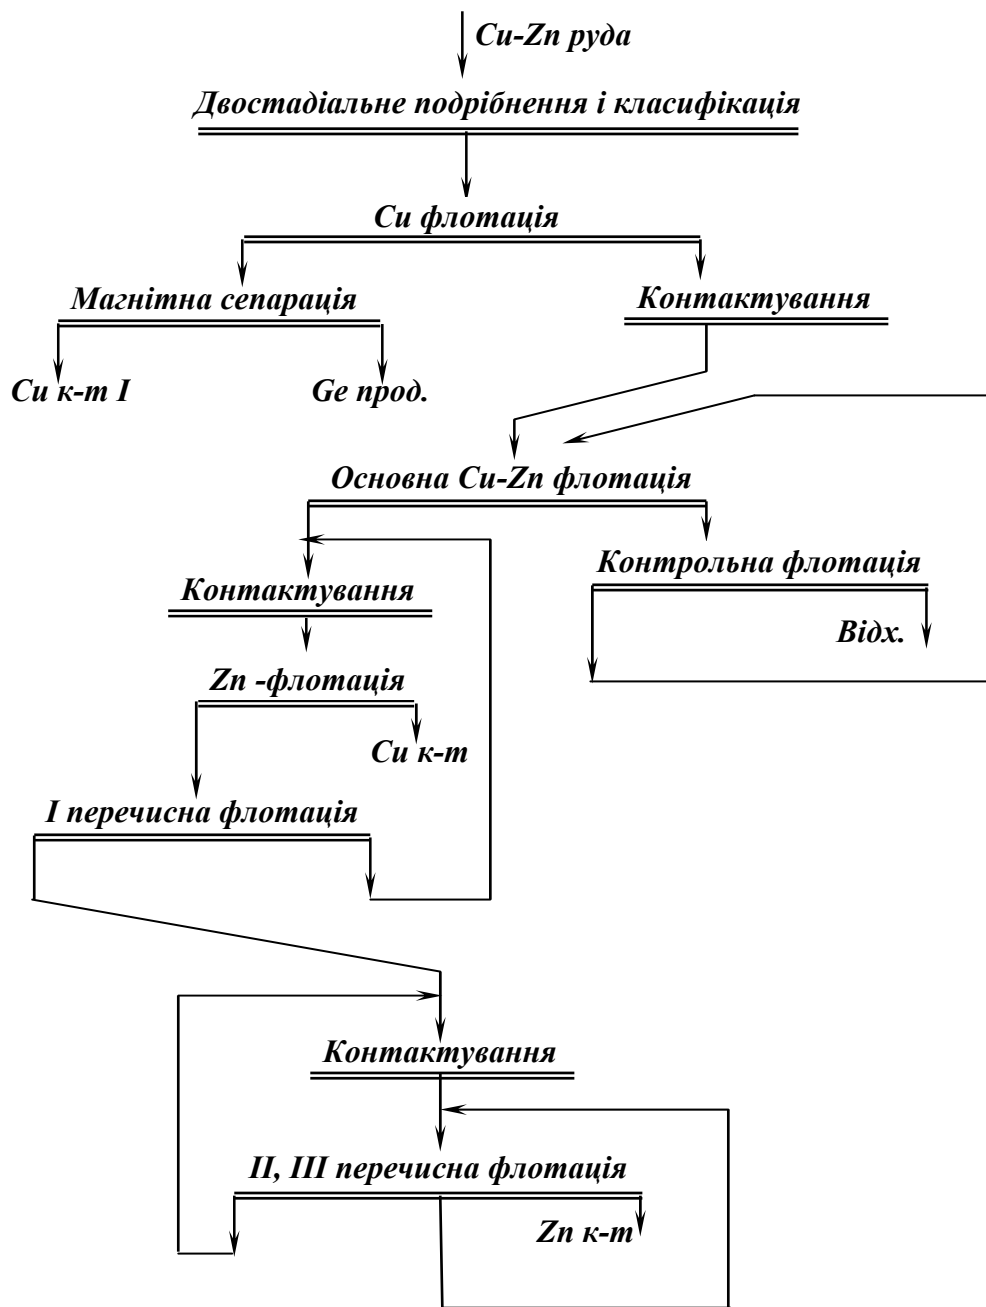 Cu-Zn руда
Двостадіальне подрібнення і класифікація
Cu флотація
Магнітна сепарація
Контактування
Cu к-т I
Ge прод.
Основна Cu-Zn флотація
Контрольна флотація
Контактування
Відх.
Zn -флотація
Cu к-т
I перечисна флотація
Контактування
II, III перечисна флотація
Zn к-т